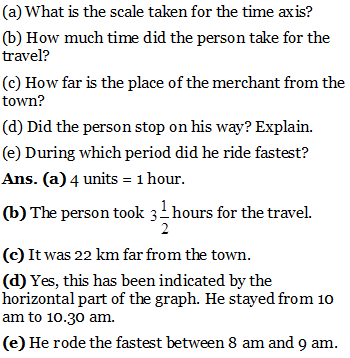 (a) What is the scale taken for the time axis?
(b) How much time did the person take for the
travel?
(c) How far is the place of the merchant from the
town?
(d) Did the person stop on his way? Explain.
(e) During which period did he ride fastest?
Ans. (a) 4 units = 1 hour.
(b) The person took 3 1/2 hours for the travel.
(c) It was 22 km far from the town.
(d) Yes, this has been indicated by the
horizontal part of the graph. He stayed from 10
am to 10.30 am.
(e) He rode the fastest between 8 am and 9 am.